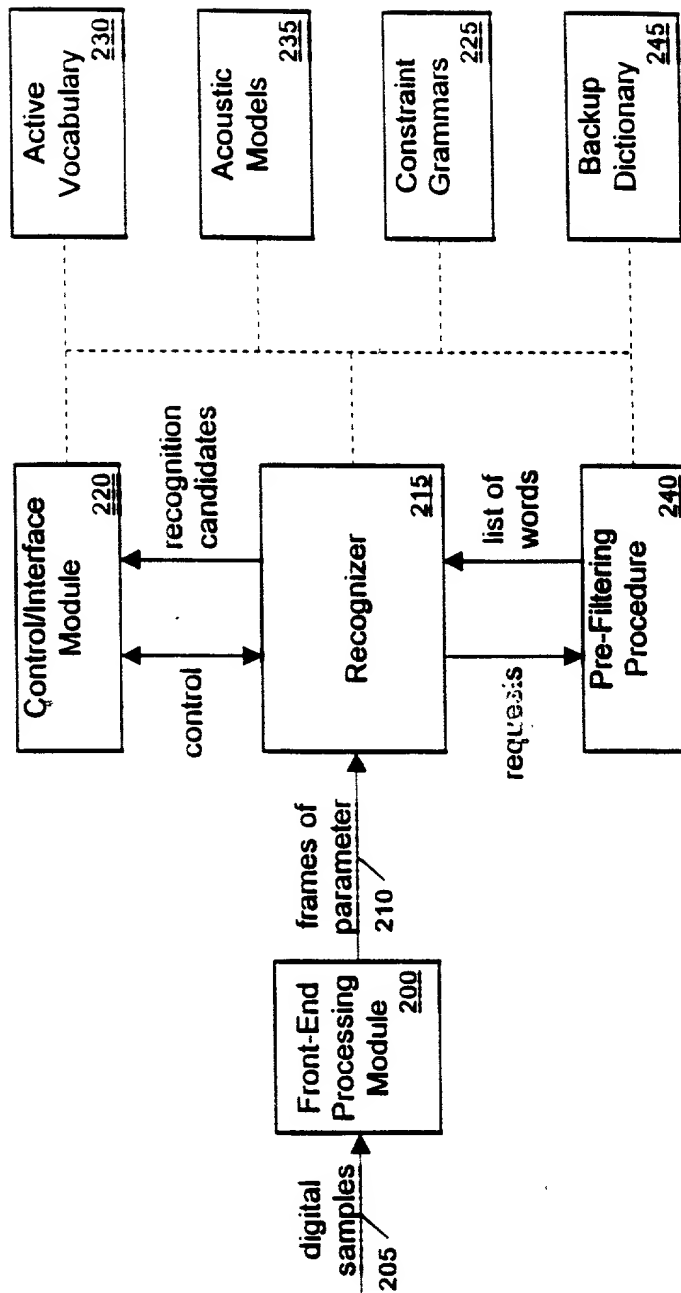 digital
samples
205
Front-End
Processing
Module
200
frames of
parameter
210
Control/Interface
Module
220
control
recognition
candidates
Recognizer
215
requests
list of
words
Pre-Filtering
Procedure
240
Active
Vocabulary
230
Acoustic
Models
235
Constraint
Grammars
225
Backup
Dictionary
245